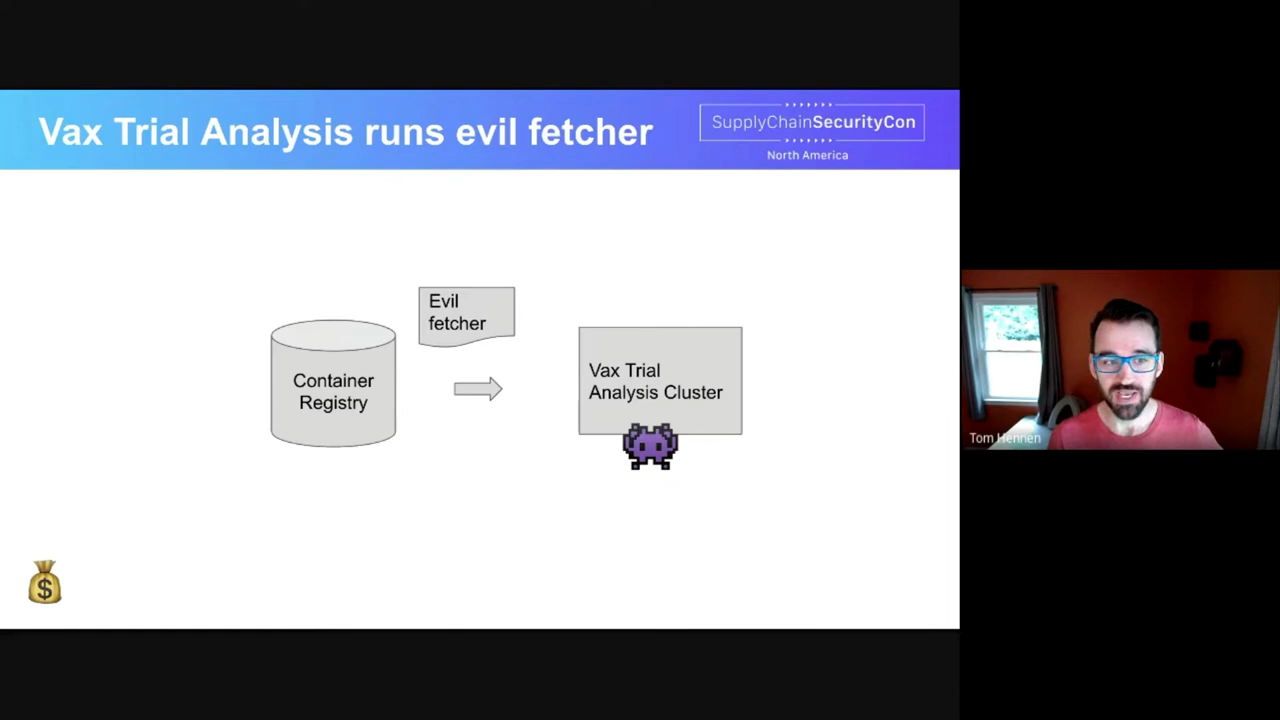 Vax Trial Analysis runs evil fetcher
SupplyChainSecurityCon
North America
Evil
fetcher
Container
Registry
Vax Trial
Analysis Cluster
Tom Hennen